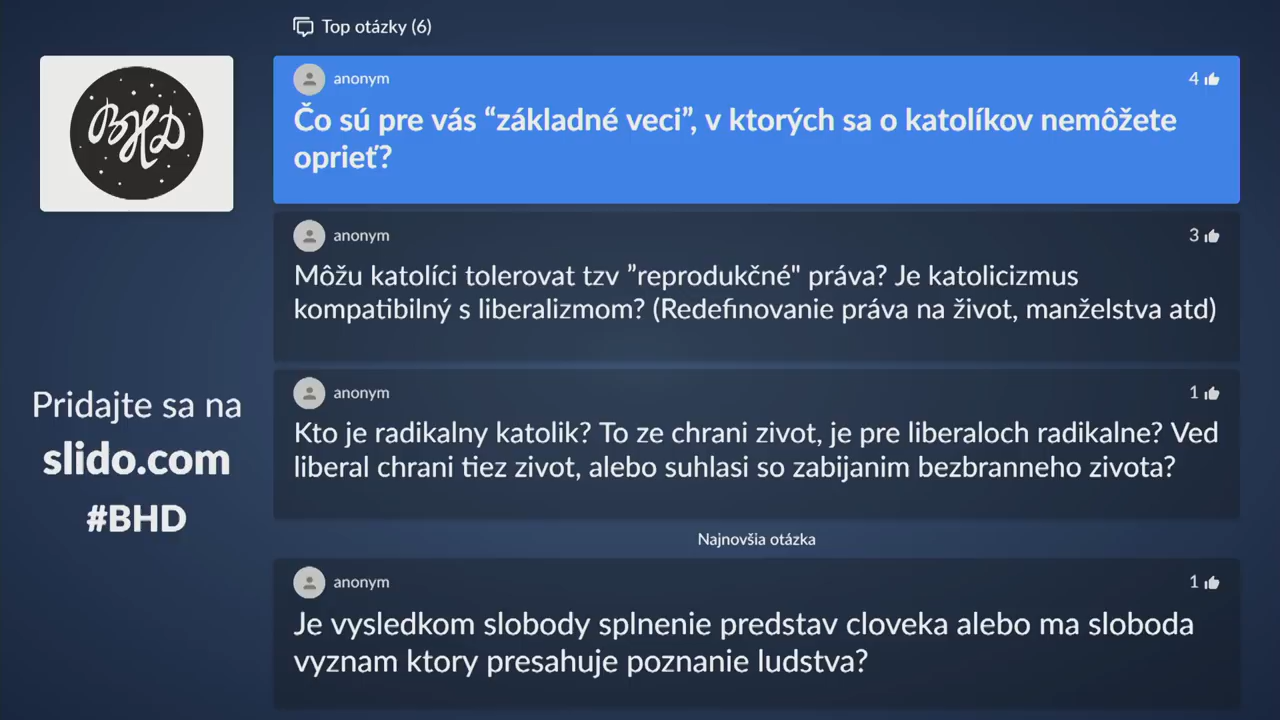 Top otázky (6)
BHD
anonym
4
Čo sú pre vás “základné veci”, v ktorých sa o katolíkov nemôžete
oprieť?
anonym
3
Môžu katolíci tolerovat tzv ”reprodukčné" práva? Je katolicizmus
kompatibilný s liberalizmom? (Redefinovanie práva na život, manželstva atd)
anonym
1
Kto je radikalny katolik? To ze chrani zivot, je pre liberaloch radikalne? Ved
liberal chrani tiez zivot, alebo suhlasi so zabijanim bezbranneho zivota?
Pridajte sa na
slido.com
#BHD
Najnovšia otázka
anonym
1
Je vysledkom slobody splnenie predstav cloveka alebo ma sloboda
vyznam ktory presahuje poznanie ludstva?